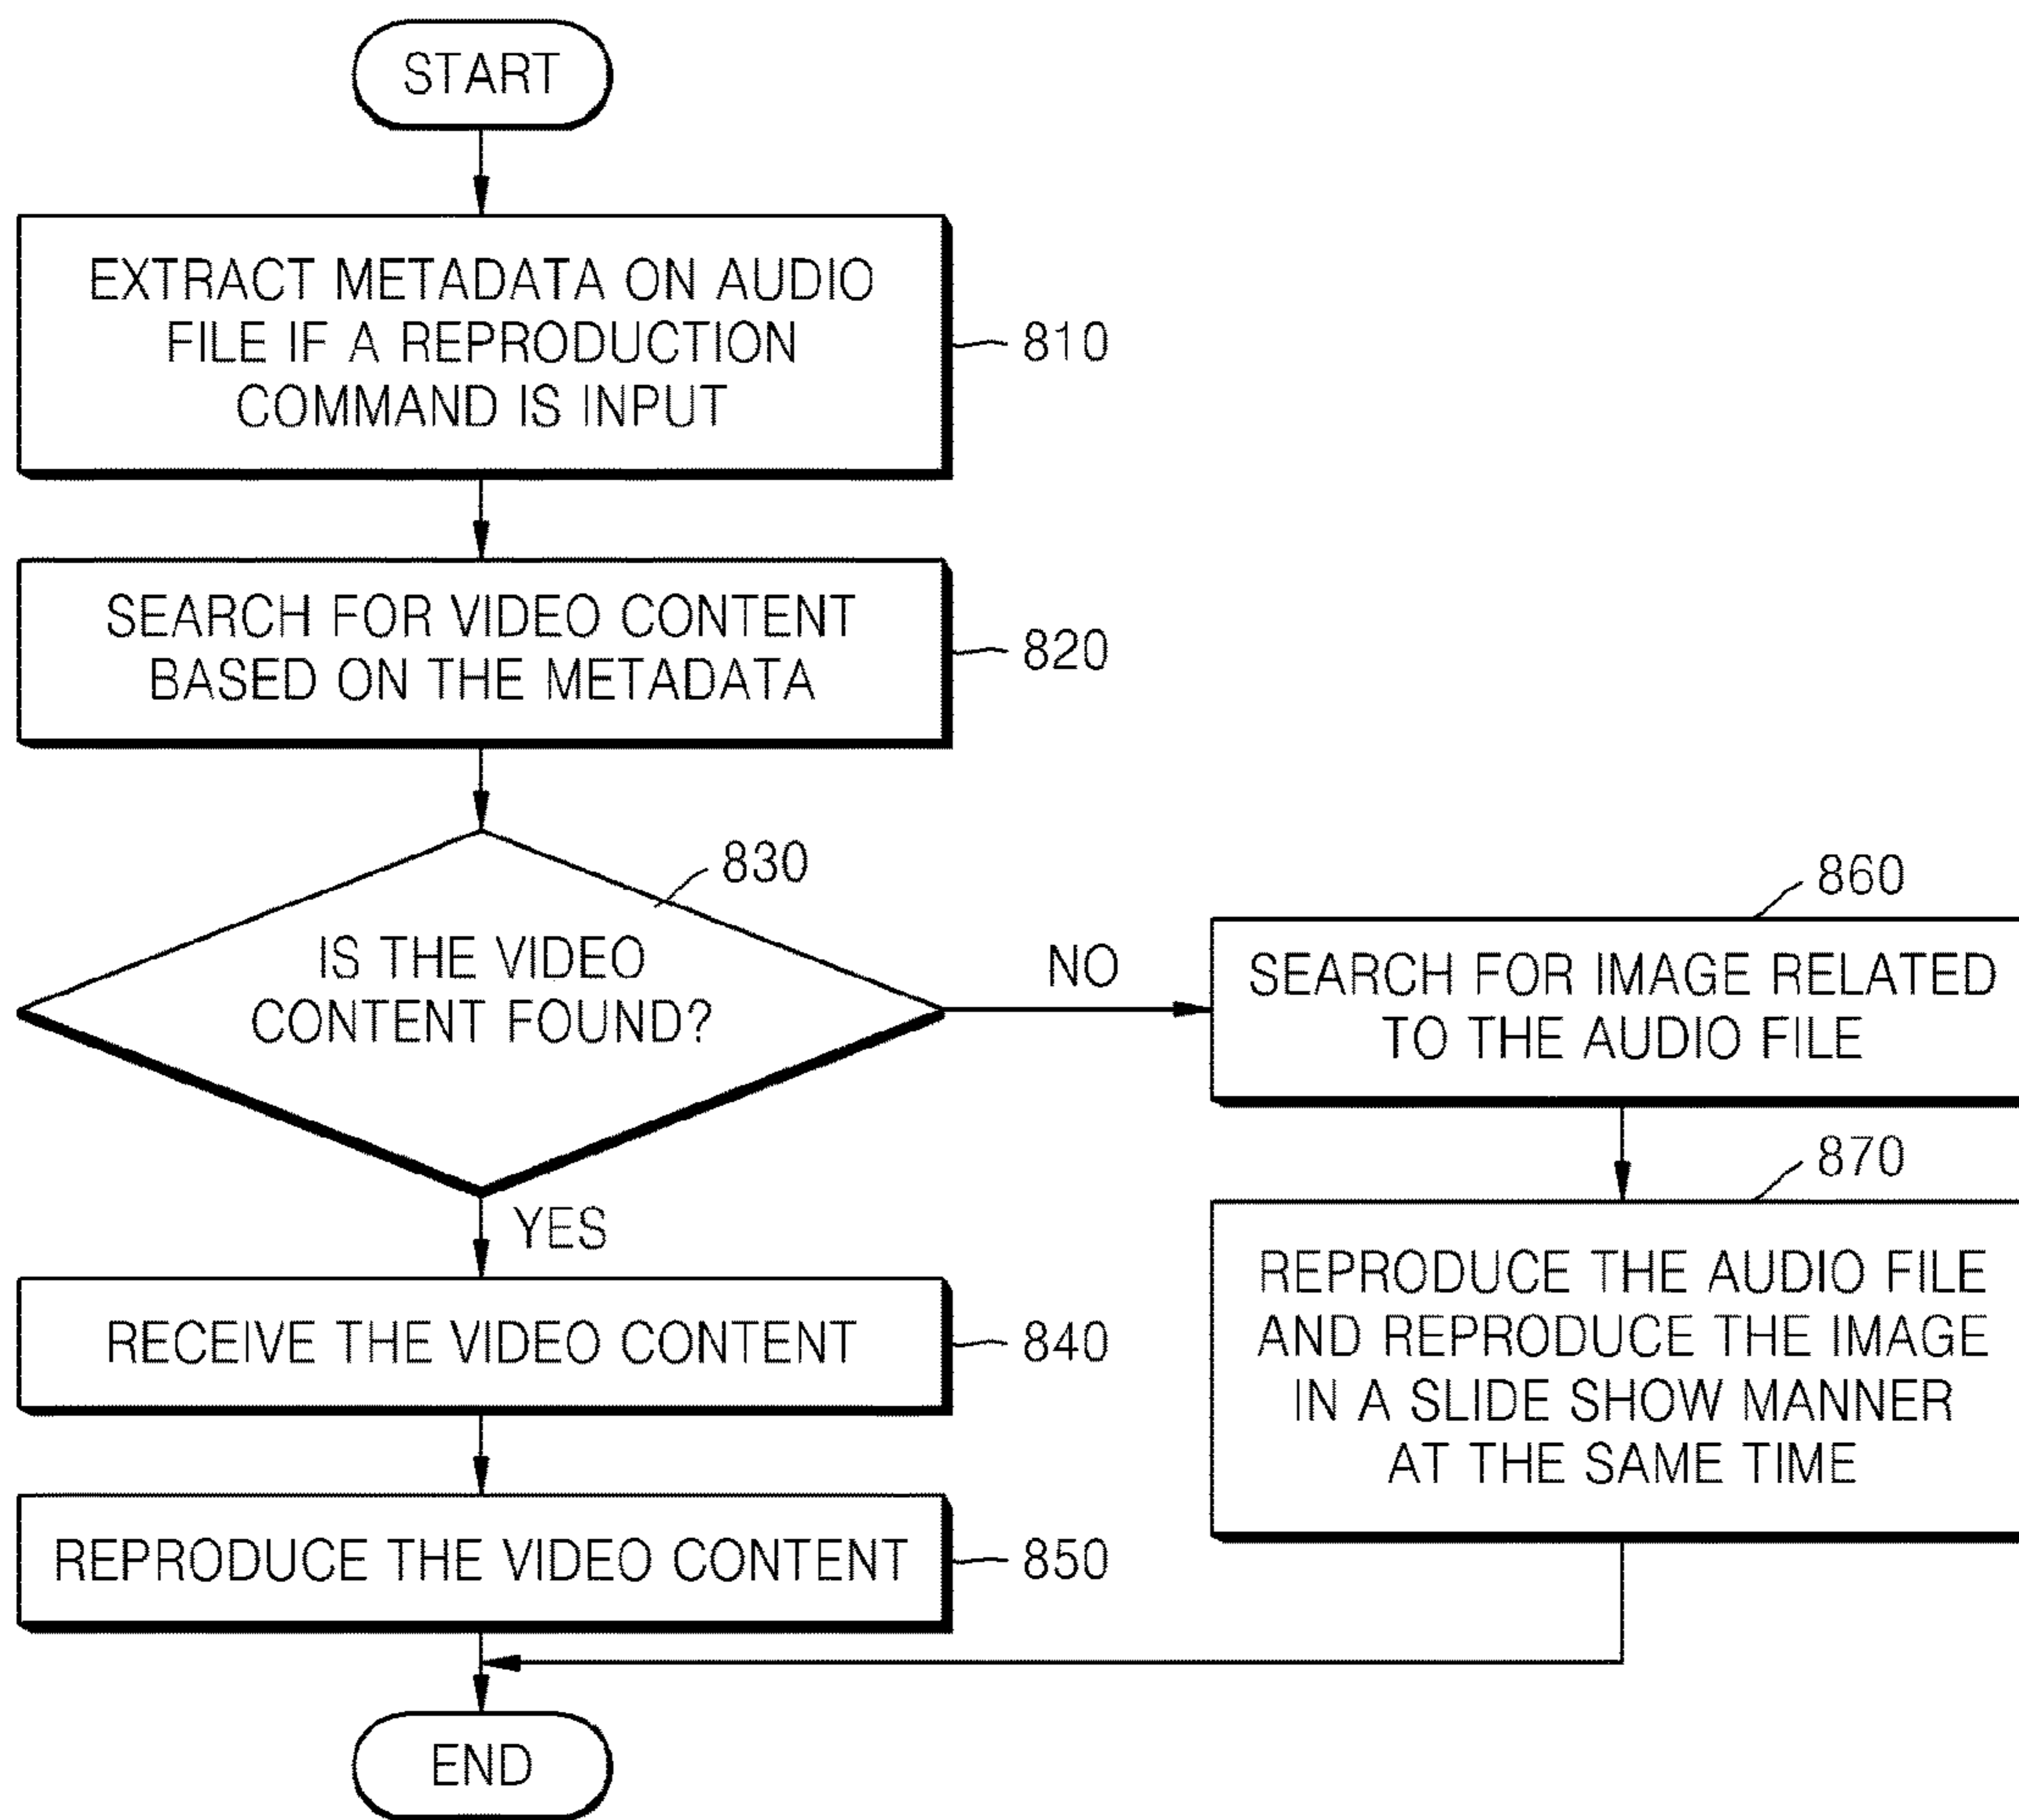 START
EXTRACT METADATA ON AUDIO
FILE IF A REPRODUCTION
COMMAND IS INPUT
810
SEARCH FOR VIDEO CONTENT
BASED ON THE METADATA
820
830
IS THE VIDEO
CONTENT FOUND?
NO
YES
RECEIVE THE VIDEO CONTENT
840
REPRODUCE THE VIDEO CONTENT
850
860
SEARCH FOR IMAGE RELATED
TO THE AUDIO FILE
870
REPRODUCE THE AUDIO FILE
AND REPRODUCE THE IMAGE
IN A SLIDE SHOW MANNER
AT THE SAME TIME
END